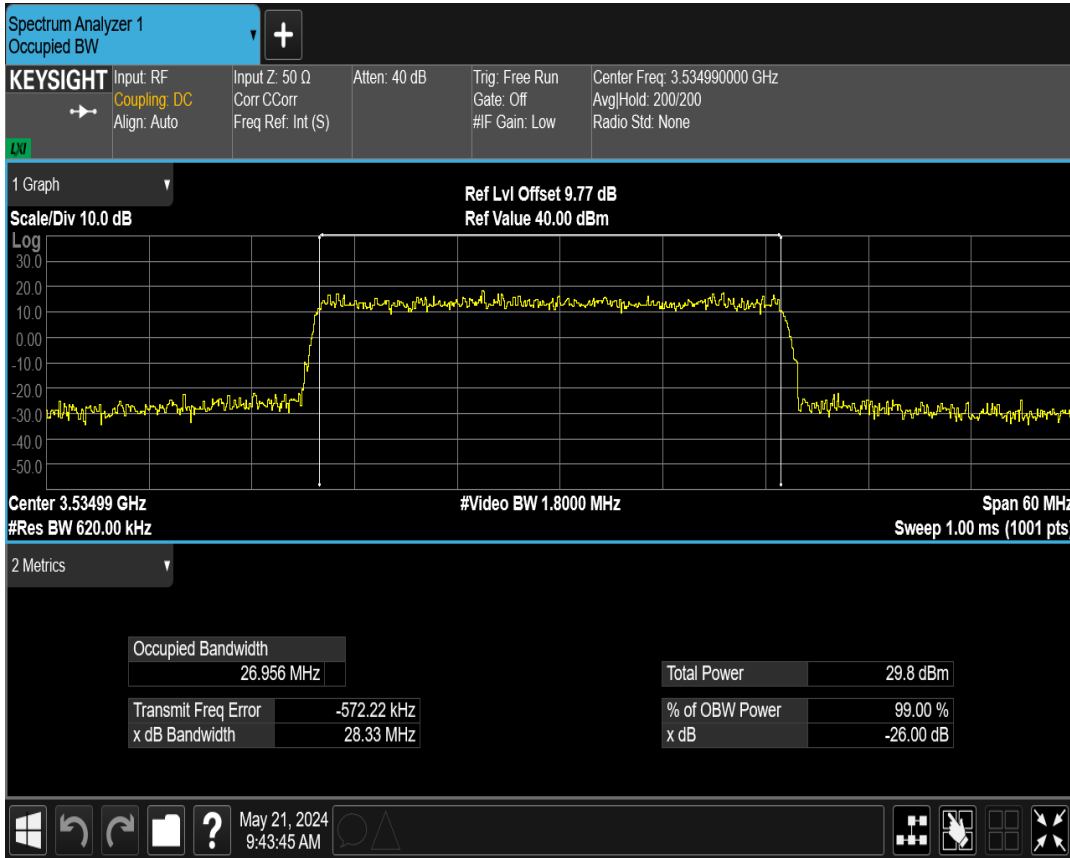 Spectrum Analyzer 1
Occupied BW
KEYSIGHT
Input: RF
Coupling: DC
Align: Auto
Input Z: 50 Ω
Corr CCorr
Freq Ref: Int (S)
Atten: 40 dB
Trig: Free Run
Gate: Off
#IF Gain: Low
Center Freq: 3.534990000 GHz
Avg|Hold: 200/200
Radio Std: None
LXI
1 Graph
Scale/Div 10.0 dB
Ref Lvl Offset 9.77 dB
Ref Value 40.00 dBm
Log
30.0
20.0
10.0
0.00
-10.0
-20.0
-30.0
-40.0
-50.0
Center 3.53499 GHz
#Res BW 620.00 kHz
#Video BW 1.8000 MHz
Span 60 MHz
Sweep 1.00 ms (1001 pts)
2 Metrics
Occupied Bandwidth
26.956 MHz
Transmit Freq Error -572.22 kHz
x dB Bandwidth 28.33 MHz
Total Power 29.8 dBm
% of OBW Power 99.00 %
x dB -26.00 dB
?
May 21, 2024
9:43:45 AM